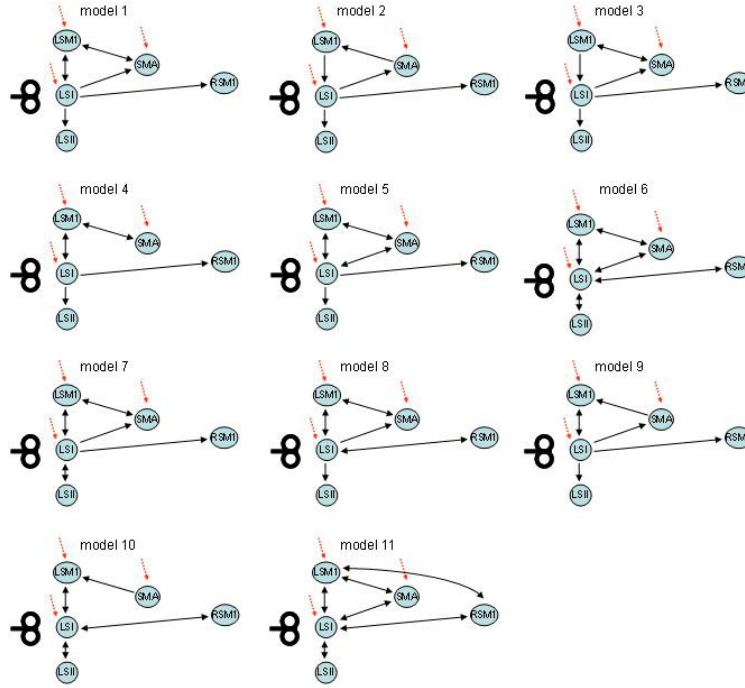 model 1
model 2
model 3
LSM1
SMA
LSI
RSM1
LSII
LSM1
SMA
LSI
RSM1
LSII
LSM1
SMA
LSI
RSM
LSII
model 4
model 5
model 6
LSM1
SMA
LSI
RSM1
LSII
LSM1
SMA
LSI
RSM1
LSII
LSM1
SMA
LSI
RSM
LSII
model 7
model 8
model 9
LSM1
SMA
LSI
RSM1
LSII
LSM1
SMA
LSI
RSM1
LSII
LSM1
SMA
LSI
RSM
LSII
model 10
model 11
LSM1
SMA
LSI
RSM1
LSII
LSM1
SMA
LSI
RSM1
LSII